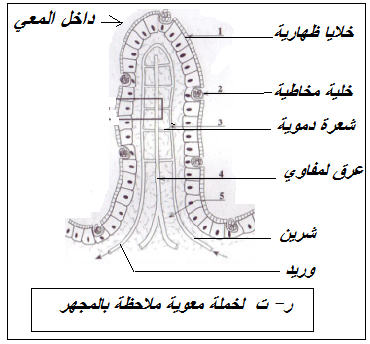 داخل المعي
خلايا ظهارية
1
خلية مخاطية
2
شعرة دموية
3
عرق لمفاوي
4
5
شرين
وريد
ر- ت لخملة معوية ملاحظة بالمجهر